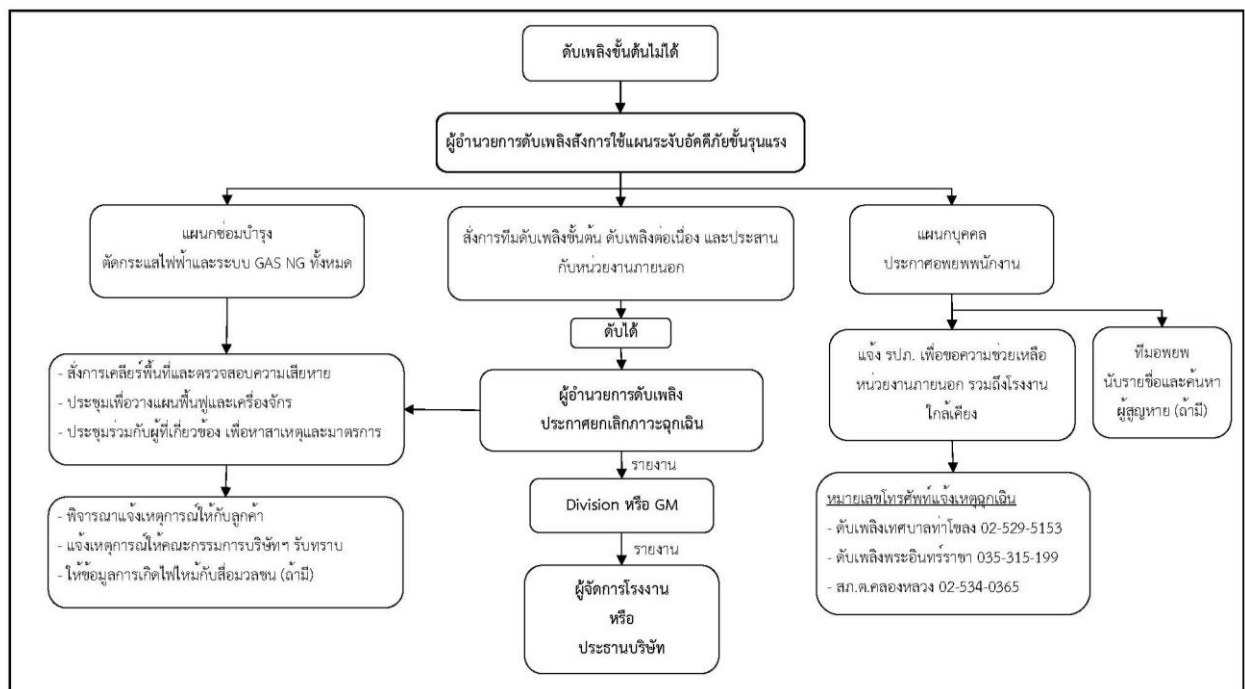 ดับเพลิงขั้นต้นไม่ได้
ผู้อำนวยการดับเพลิงสั่งการใช้แผนระงับอัคคีภัยขั้นรุนแรง
แผนกซ่อมบำรุง
ตัดกระแสไฟฟ้าและระบบ GAS NG ทั้งหมด
สั่งการทีมดับเพลิงขั้นต้น ดับเพลิงต่อเนื่อง และประสาน
กับหน่วยงานภายนอก
แผนกบุคคล
ประกาศอพยพพนักงาน
ดับได้
แจ้ง รปภ. เพื่อขอความช่วยเหลือ
หน่วยงานภายนอก รวมถึงโรงงาน
ใกล้เคียง
ทีมอพยพ
นับรายชื่อและค้นหา
ผู้สูญหาย (ถ้ามี)
- สั่งการเคลียร์พื้นที่และตรวจสอบความเสียหาย
- ประชุมเพื่อวางแผนฟื้นฟูและเครื่องจักร
- ประชุมร่วมกับผู้ที่เกี่ยวข้อง เพื่อหาสาเหตุและมาตรการ
ผู้อำนวยการดับเพลิง
ประกาศยกเลิกภาวะฉุกเฉิน
รายงาน
Division หรือ GM
รายงาน
ผู้จัดการโรงงาน
หรือ
ประธานบริษัท
- พิจารณาแจ้งเหตุการณ์ให้กับลูกค้า
- แจ้งเหตุการณ์ให้คณะกรรมการบริษัทฯ รับทราบ
- ให้ข้อมูลการเกิดไฟไหม้กับสื่อมวลชน (ถ้ามี)
หมายเลขโทรศัพท์แจ้งเหตุฉุกเฉิน
- ดับเพลิงเทศบาลท่าโขลง 02-529-5153
- ดับเพลิงพระอินทร์ราชา 035-315-199
- สภ.ต.คลองหลวง 02-534-0365